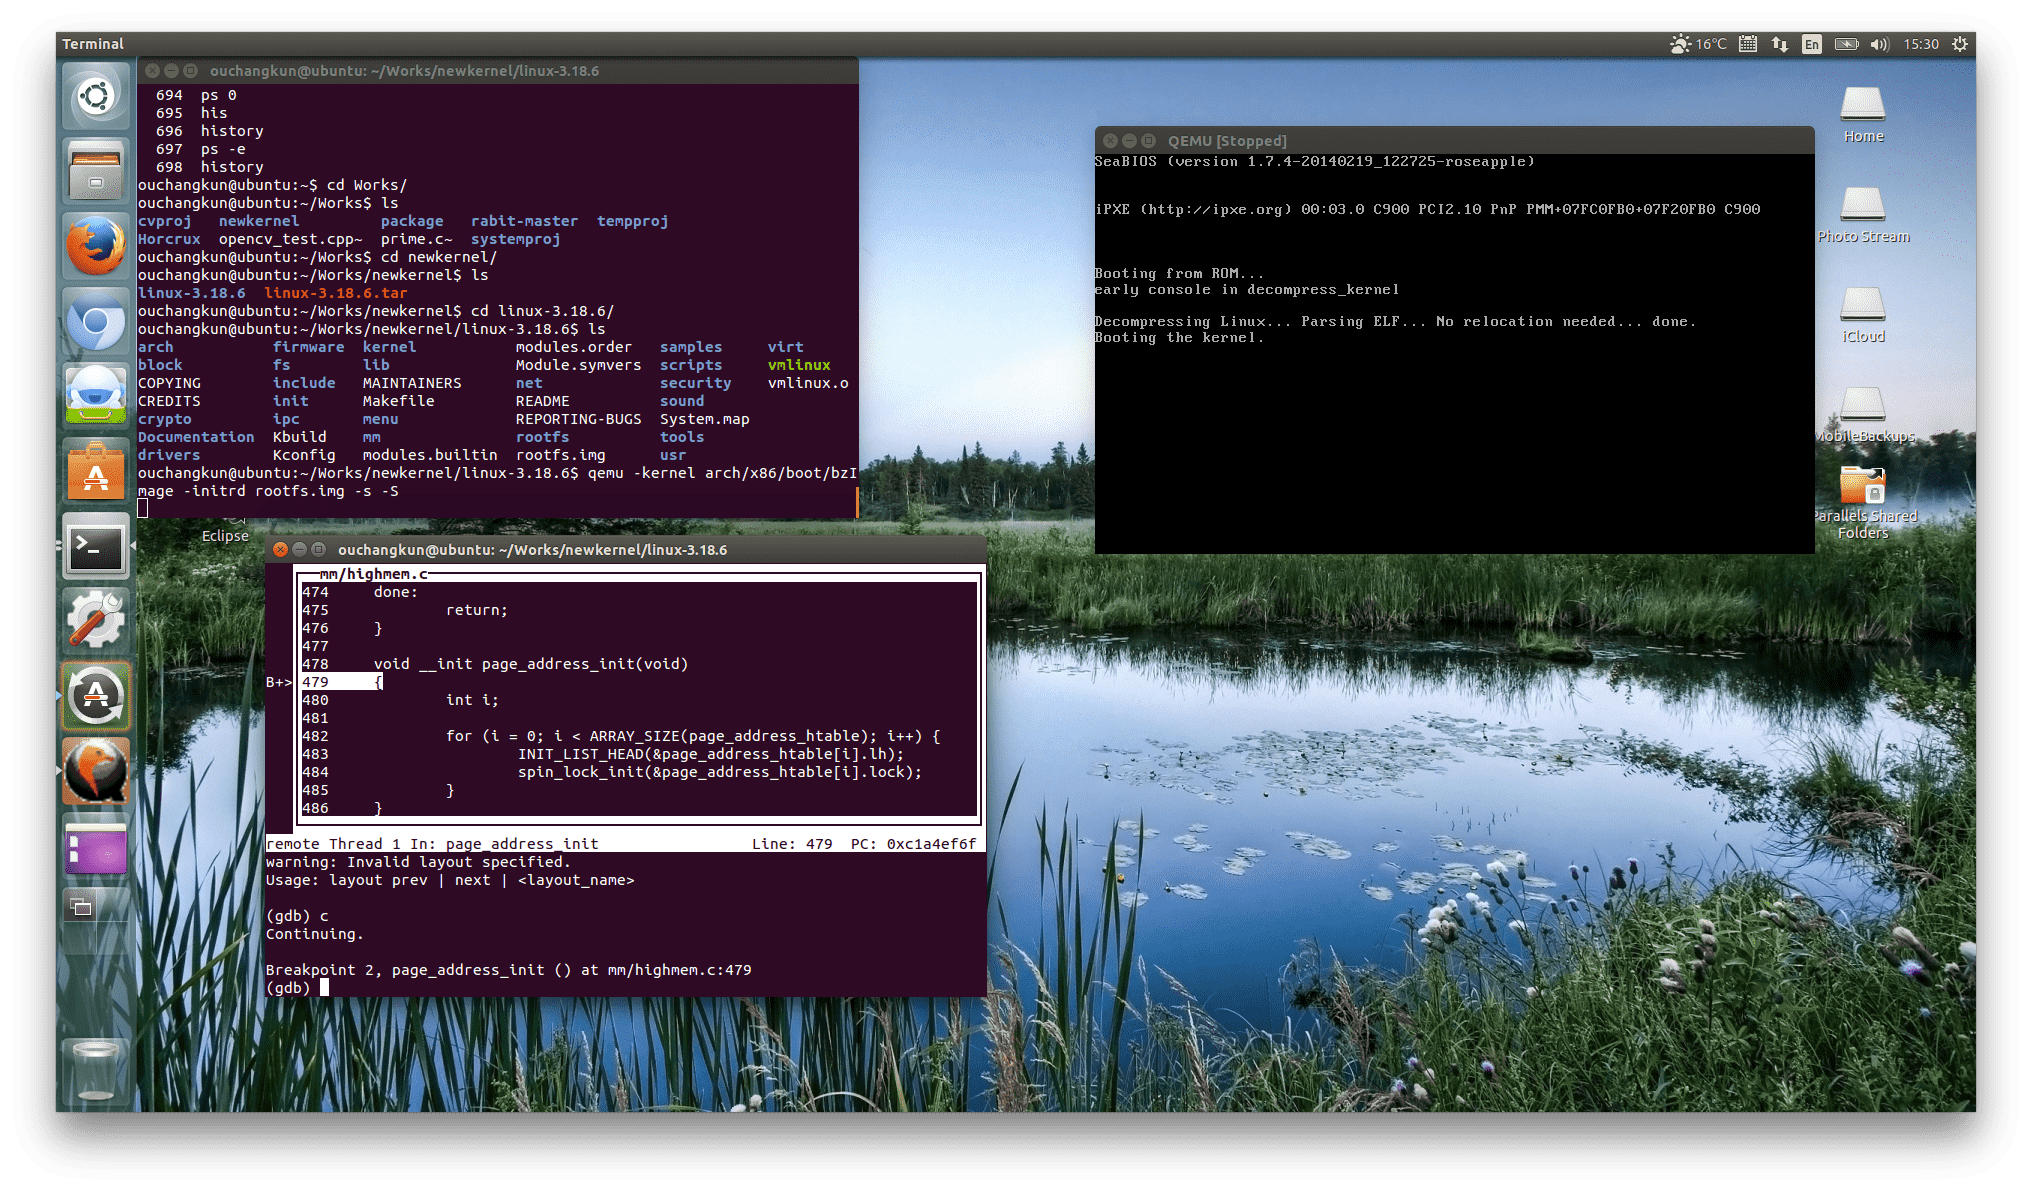 Terminal
16°C En 15:30
ouchangkun@ubuntu: ~/Works/newkernel/linux-3.18.6
694 ps 0
695 his
696 history
697 ps -e
698 history
ouchangkun@ubuntu:~$ cd Works/
ouchangkun@ubuntu:~/Works$ ls
cvproj newkernel package rabit-master tempproj
Horcrux opencv_test.cpp~ prime.c~ systemproj
ouchangkun@ubuntu:~/Works$ cd newkernel/
ouchangkun@ubuntu:~/Works/newkernel$ ls
linux-3.18.6 linux-3.18.6.tar
ouchangkun@ubuntu:~/Works/newkernel$ cd linux-3.18.6/
ouchangkun@ubuntu:~/Works/newkernel/linux-3.18.6$ ls
arch firmware kernel modules.order samples virt
block fs lib Module.symvers scripts vmlinux
COPYING include MAINTAINERS net security vmlinux.o
CREDITS init Makefile README sound
crypto ipc menu REPORTING-BUGS System.map
Documentation Kbuild mm rootfs tools
drivers Kconfig modules.builtin rootfs.img usr
ouchangkun@ubuntu:~/Works/newkernel/linux-3.18.6$ qemu -kernel arch/x86/boot/bzI
mage -initrd rootfs.img -s -S
Eclipse
QEMU [Stopped]
SeaBIOS (version 1.7.4-20140219_122725-roseapple)
iPXE (http://ipxe.org) 00:03.0 C900 PCI2.10 PnP PMM+07FC0FB0+07F20FB0 C900
Booting from ROM...
early console in decompress_kernel
Decompressing Linux... Parsing ELF... No relocation needed... done.
Booting the kernel.
Home
Photo Stream
iCloud
MobileBackups
Parallels Shared
Folders
ouchangkun@ubuntu: ~/Works/newkernel/linux-3.18.6
mm/highmem.c
474 done:
475 return;
476 }
477
478 void __init page_address_init(void)
B+> 479 {
480 int i;
481
482 for (i = 0; i < ARRAY_SIZE(page_address_htable); i++) {
483 INIT_LIST_HEAD(&page_address_htable[i].lh);
484 spin_lock_init(&page_address_htable[i].lock);
485 }
486 }
remote Thread 1 In: page_address_init Line: 479 PC: 0xc1a4ef6f
warning: Invalid layout specified.
Usage: layout prev | next | <layout_name>
(gdb) c
Continuing.
Breakpoint 2, page_address_init () at mm/highmem.c:479
(gdb)